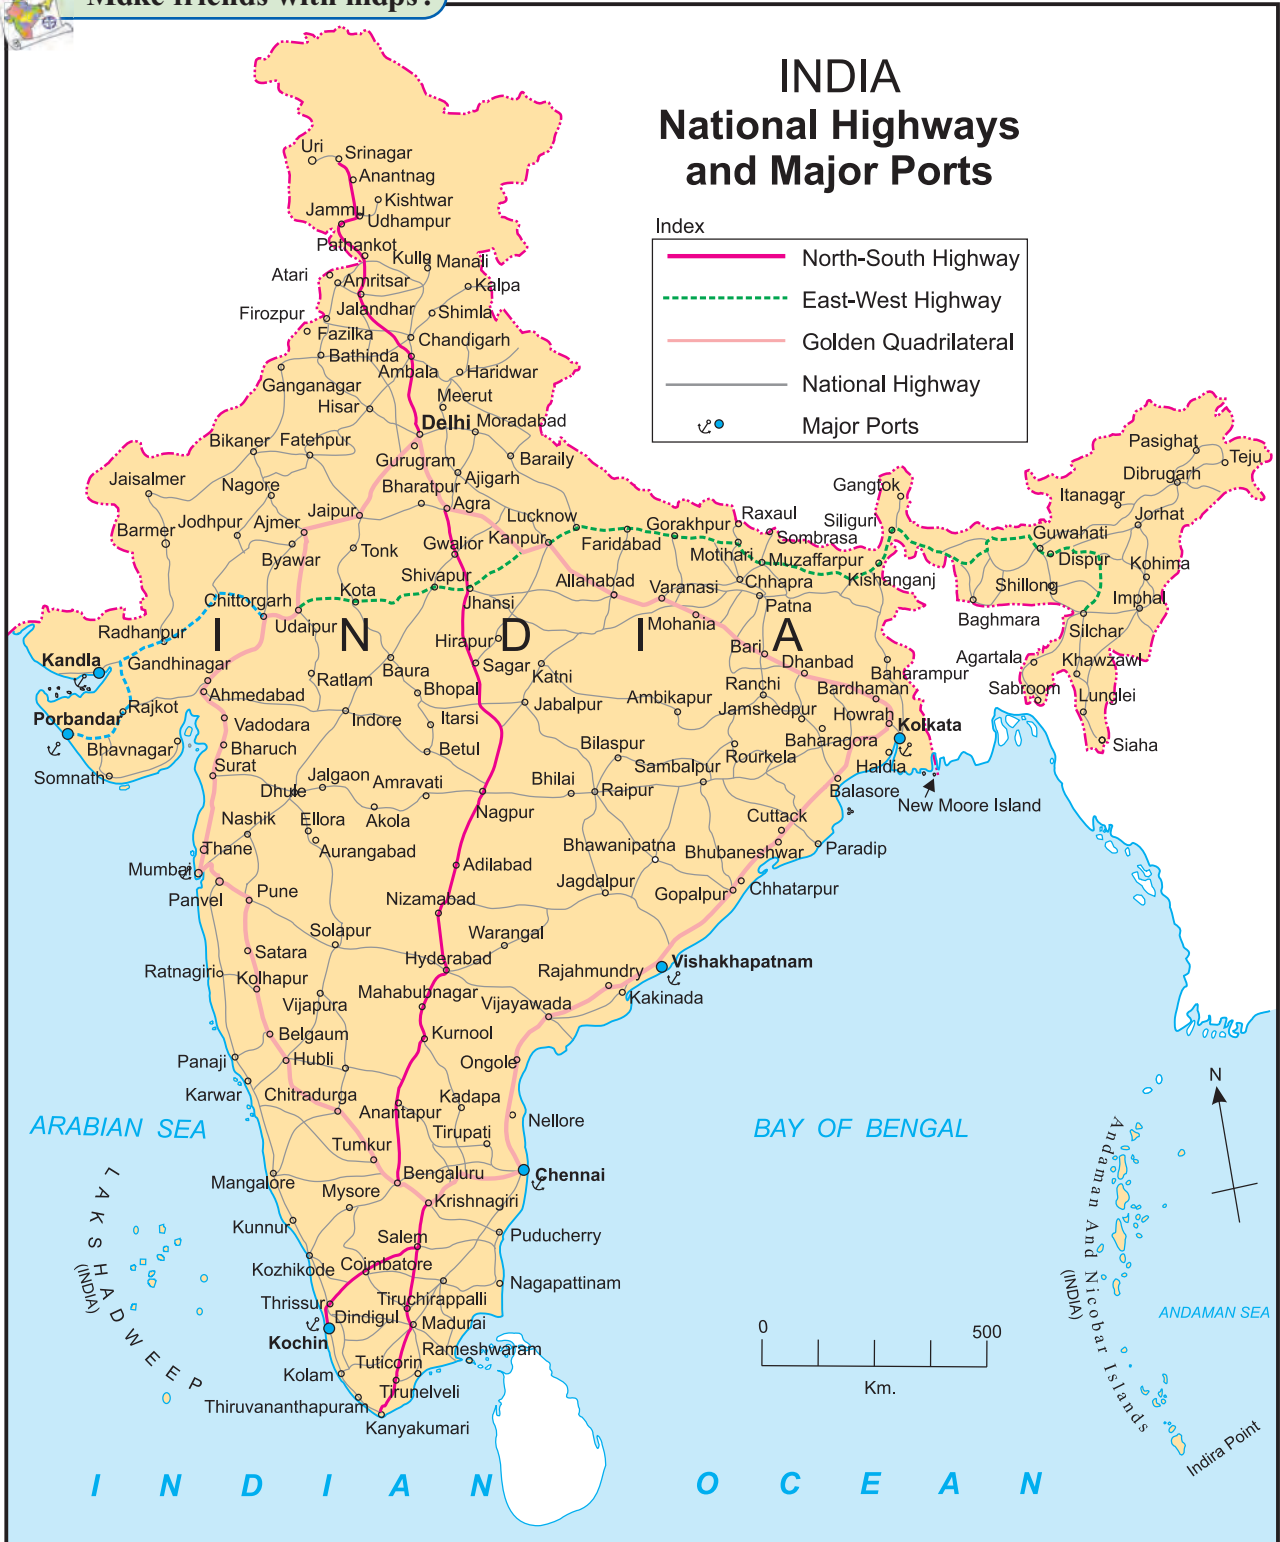 Make friends with maps!
INDIA
National Highways
and Major Ports
Index
North-South Highway
East-West Highway
Golden Quadrilateral
National Highway
Major Ports
Uri
Srinagar
Anantnag
Kishtwar
Jammu
Udhampur
Pathankot
Kullu
Manali
Atari
Amritsar
Kalpa
Firozpur
Jalandhar
Shimla
Fazilka
Chandigarh
Bathinda
Ambala
Haridwar
Ganganagar
Meerut
Hisar
Delhi
Moradabad
Bikaner
Fatehpur
Gurugram
Baraily
Jaisalmer
Nagore
Ajigarh
Bharatpur
Agra
Barmer
Jodhpur
Ajmer
Jaipur
Lucknow
Gorakhpur
Raxaul
Sombrasa
Gangtok
Siliguri
Pasighat
Teju
Dibrugarh
Itanagar
Jorhat
Guwahati
Dispur
Kohima
Byawar
Tonk
Gwalior
Kanpur
Faridabad
Motihari
Muzaffarpur
Kishanganj
Shillong
Imphal
Chittorgarh
Kota
Shivapur
Jhansi
Allahabad
Varanasi
Chhapra
Patna
Baghmara
Silchar
Udaipur
Mohania
Radhanpur
I N D I A
Hirapur
Bari
Dhanbad
Agartala
Khawzawl
Kandla
Gandhinagar
Baura
Sagar
Katni
Baharampur
Sabroom
Lunglei
Ratlam
Bhopal
Ranchi
Bardhaman
Ahmedabad
Ambikapur
Jamshedpur
Howrah
Kolkata
Rajkot
Jabalpur
Porbandar
Vadodara
Indore
Itarsi
Siaha
Bhavnagar
Bharuch
Betul
Bilaspur
Baharagora
Rourkela
Haldia
Somnath
Surat
Jalgaon
Amravati
Bhilai
Sambalpur
Dhule
Raipur
Balasore
New Moore Island
Nagpur
Nashik
Ellora
Akola
Cuttack
Thane
Aurangabad
Bhawanipatna
Bhubaneshwar
Paradip
Mumbai
Adilabad
Panvel
Pune
Jagdalpur
Gopalpur
Chhatarpur
Nizamabad
Solapur
Warangal
Satara
Hyderabad
Ratnagiri
Kolhapur
Rajahmundry
Vishakhapatnam
Vijapura
Mahabubnagar
Vijayawada
Kakinada
Belgaum
Kurnool
Panaji
Hubli
Ongole
Karwar
Chitradurga
Anantapur
Kadapa
Nellore
ARABIAN SEA
BAY OF BENGAL
Tumkur
Tirupati
Bengaluru
Chennai
Mangalore
Mysore
Krishnagiri
Kunnur
Salem
Puducherry
Kozhikode
Coimbatore
Nagapattinam
Thrissur
Tiruchirappalli
Dindigul
Madurai
Kochin
Rameshwaram
Kolam
Tuticorin
Tirunelveli
Thiruvananthapuram
Kanyakumari
LAKSHADWEEP
(INDIA)
N
Andaman And Nicobar Islands
(INDIA)
ANDAMAN SEA
Indira Point
0 500
Km.
INDIAN OCEAN